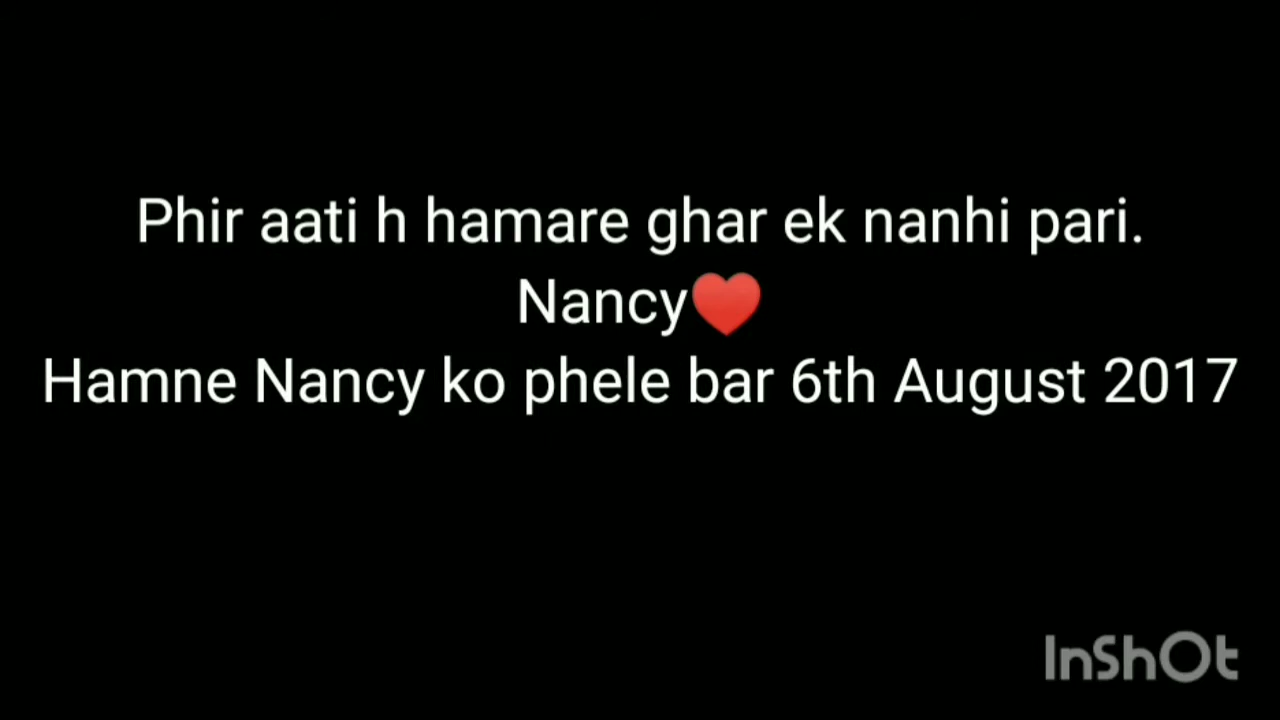 Phir aati h hamare ghar ek nanhi pari.
Nancy♥️
Hamne Nancy ko phele bar 6th August 2017
InShOt